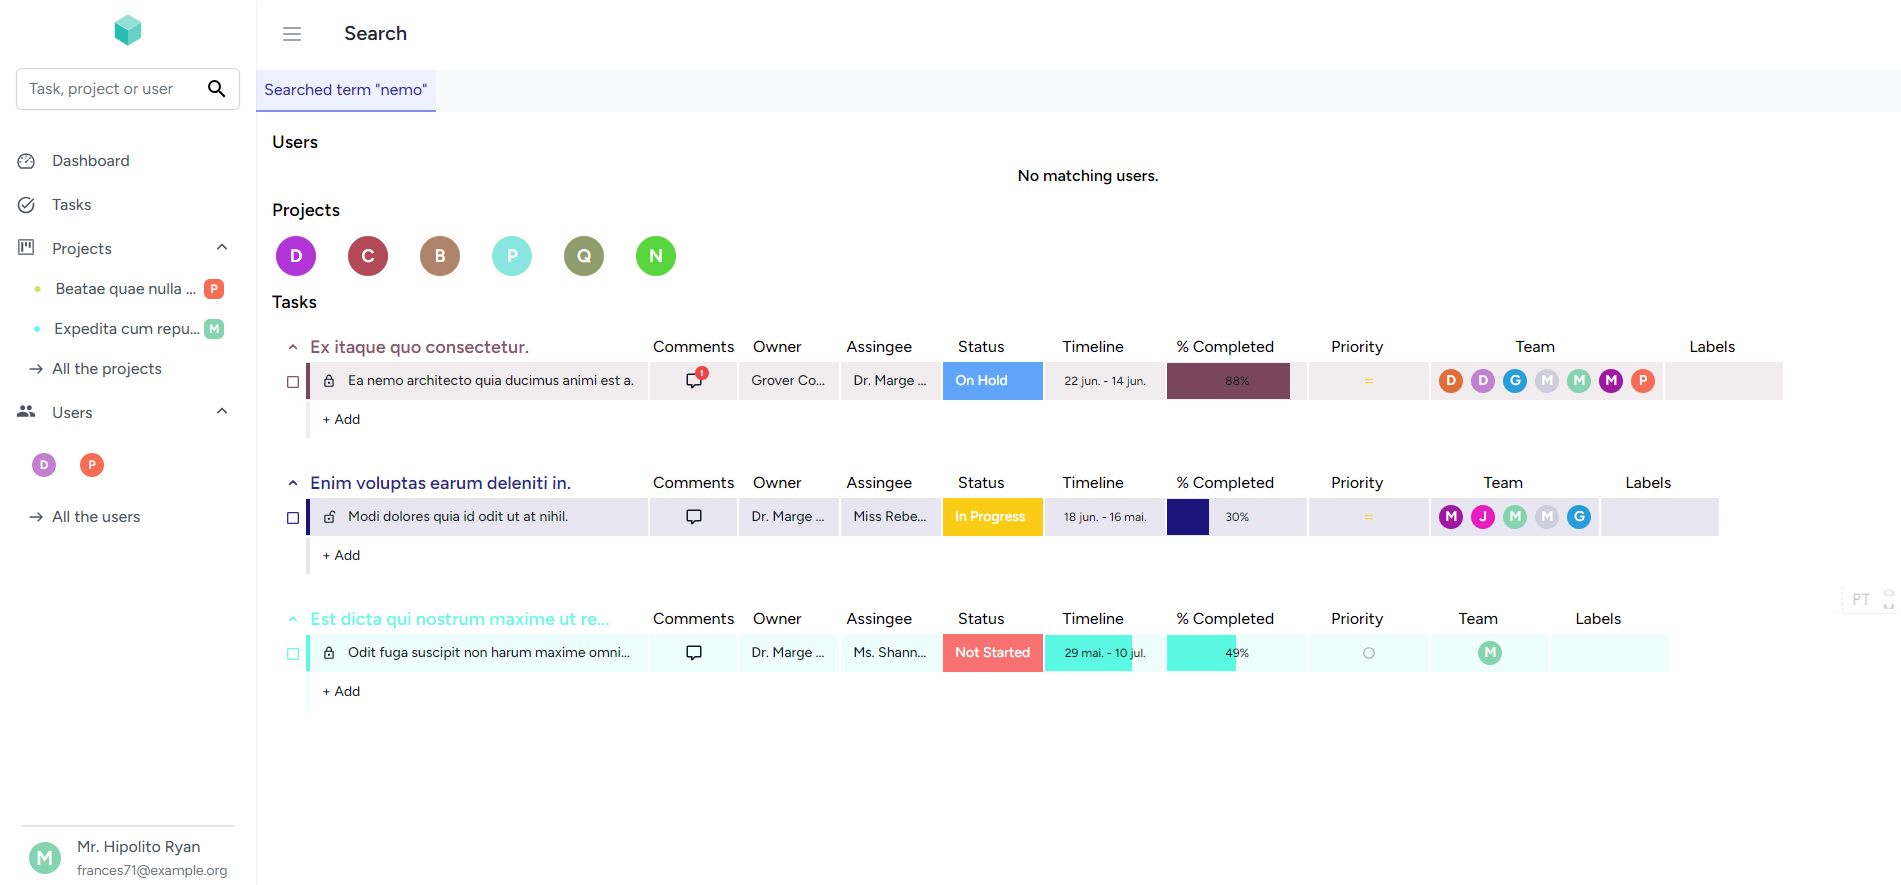 Search
Task, project or user
Dashboard
Tasks
Projects
Beatae quae nulla ... P
Expedita cum repu... M
All the projects
Users
D P
All the users
M
Mr. Hipolito Ryan
frances71@example.org
Searched term "nemo"
Users
No matching users.
Projects
D C B P Q N
Tasks
Ex itaque quo consectetur. Comments Owner Assingee Status Timeline % Completed Priority Team Labels
Ea nemo architecto quia ducimus animi est a. 1 Grover Co... Dr. Marge ... On Hold 22 jun. - 14 jun. 88% = D D G M M M P
+ Add
Enim voluptas earum deleniti in. Comments Owner Assingee Status Timeline % Completed Priority Team Labels
Modi dolores quia id odit ut at nihil. Dr. Marge ... Miss Rebe... In Progress 18 jun. - 16 mai. 30% = M J M M G
+ Add
Est dicta qui nostrum maxime ut re... Comments Owner Assingee Status Timeline % Completed Priority Team Labels
Odit fuga suscipit non harum maxime omni... Dr. Marge ... Ms. Shann... Not Started 29 mai. - 10 jul. 49% M
+ Add
PT